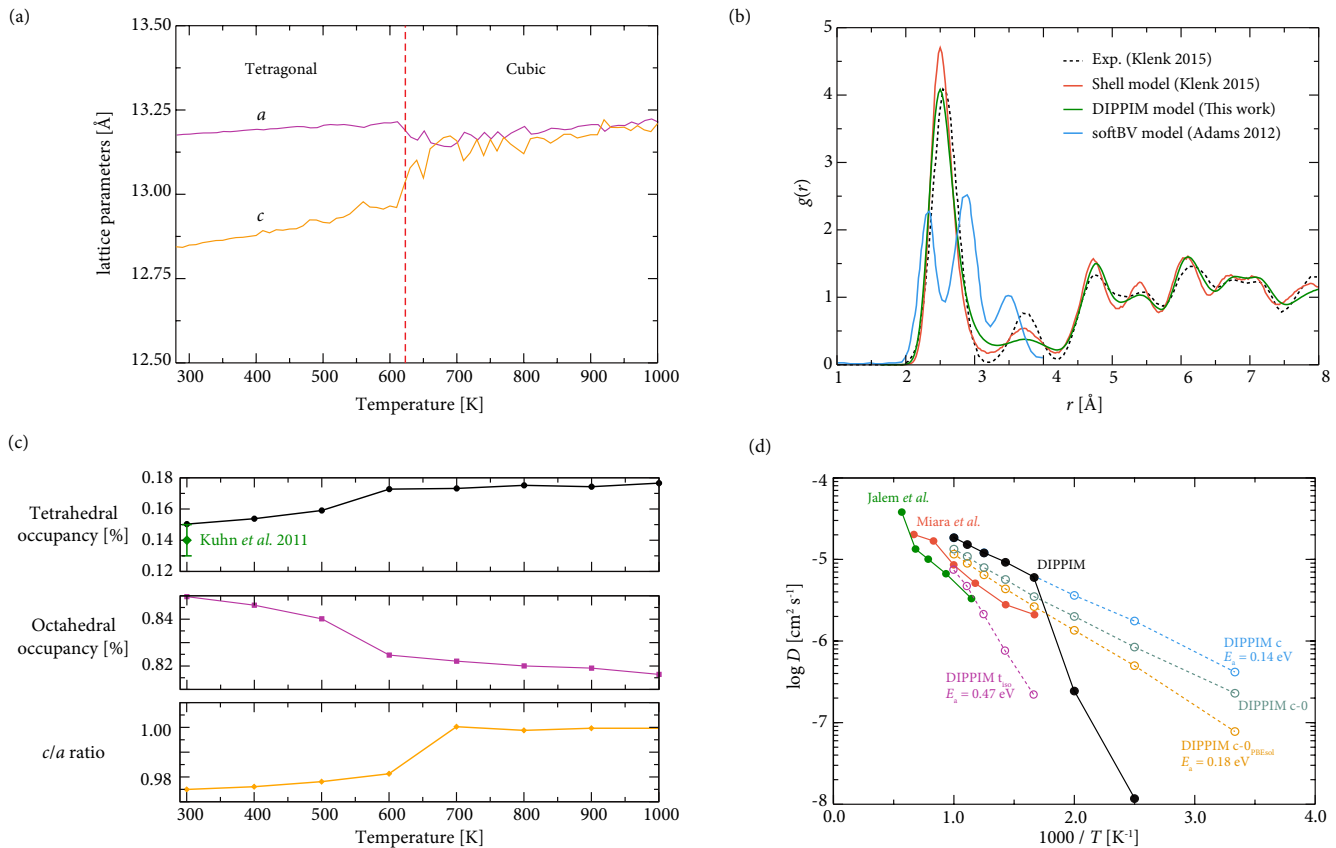 (a)
13.50
13.25
13.00
12.75
12.50
lattice parameters [Å]
Tetragonal
Cubic
a
c
300 400 500 600 700 800 900 1000
Temperature [K]
(b)
5
4
3
2
1
0
g(r)
Exp. (Klenk 2015)
Shell model (Klenk 2015)
DIPPIM model (This work)
softBV model (Adams 2012)
1 2 3 4 5 6 7 8
r [Å]
(c)
Tetrahedral
occupancy [%]
0.18
0.16
0.14
0.12
Kuhn et al. 2011
Octahedral
occupancy [%]
0.84
0.82
c/a ratio
1.00
0.98
300 400 500 600 700 800 900 1000
Temperature [K]
(d)
-4
-5
-6
-7
-8
log D [cm² s⁻¹]
Jalem et al.
Miara et al.
DIPPIM
DIPPIM c
Eₐ = 0.14 eV
DIPPIM t_iso
Eₐ = 0.47 eV
DIPPIM c-0
DIPPIM c-0_PBEsol
Eₐ = 0.18 eV
0.0 1.0 2.0 3.0 4.0
1000 / T [K⁻¹]